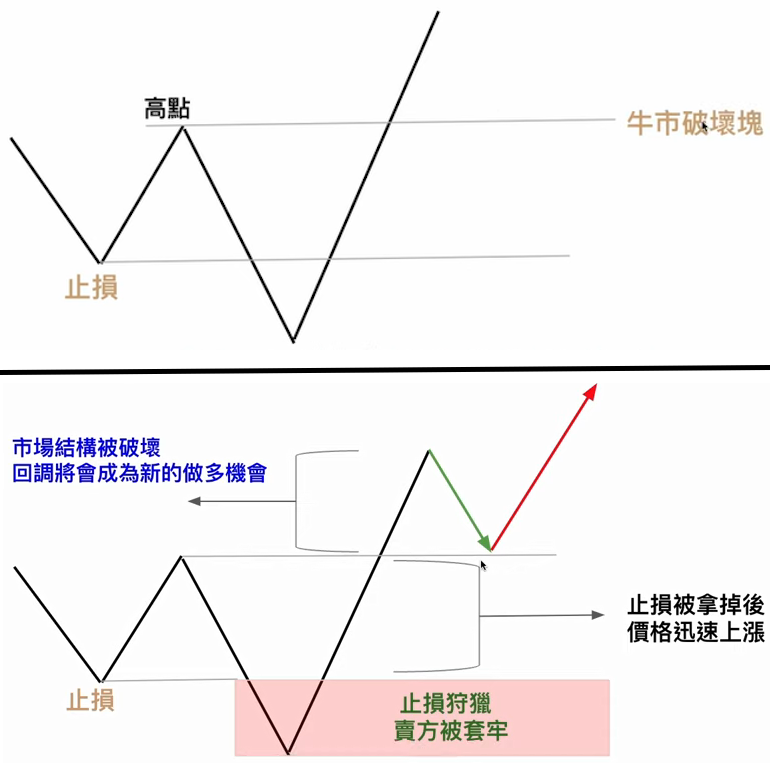 高點
牛市破壞塊
止損
市場結構被破壞
回調將會成為新的做多機會
止損被拿掉後
價格迅速上漲
止損
止損狩獵
賣方被套牢